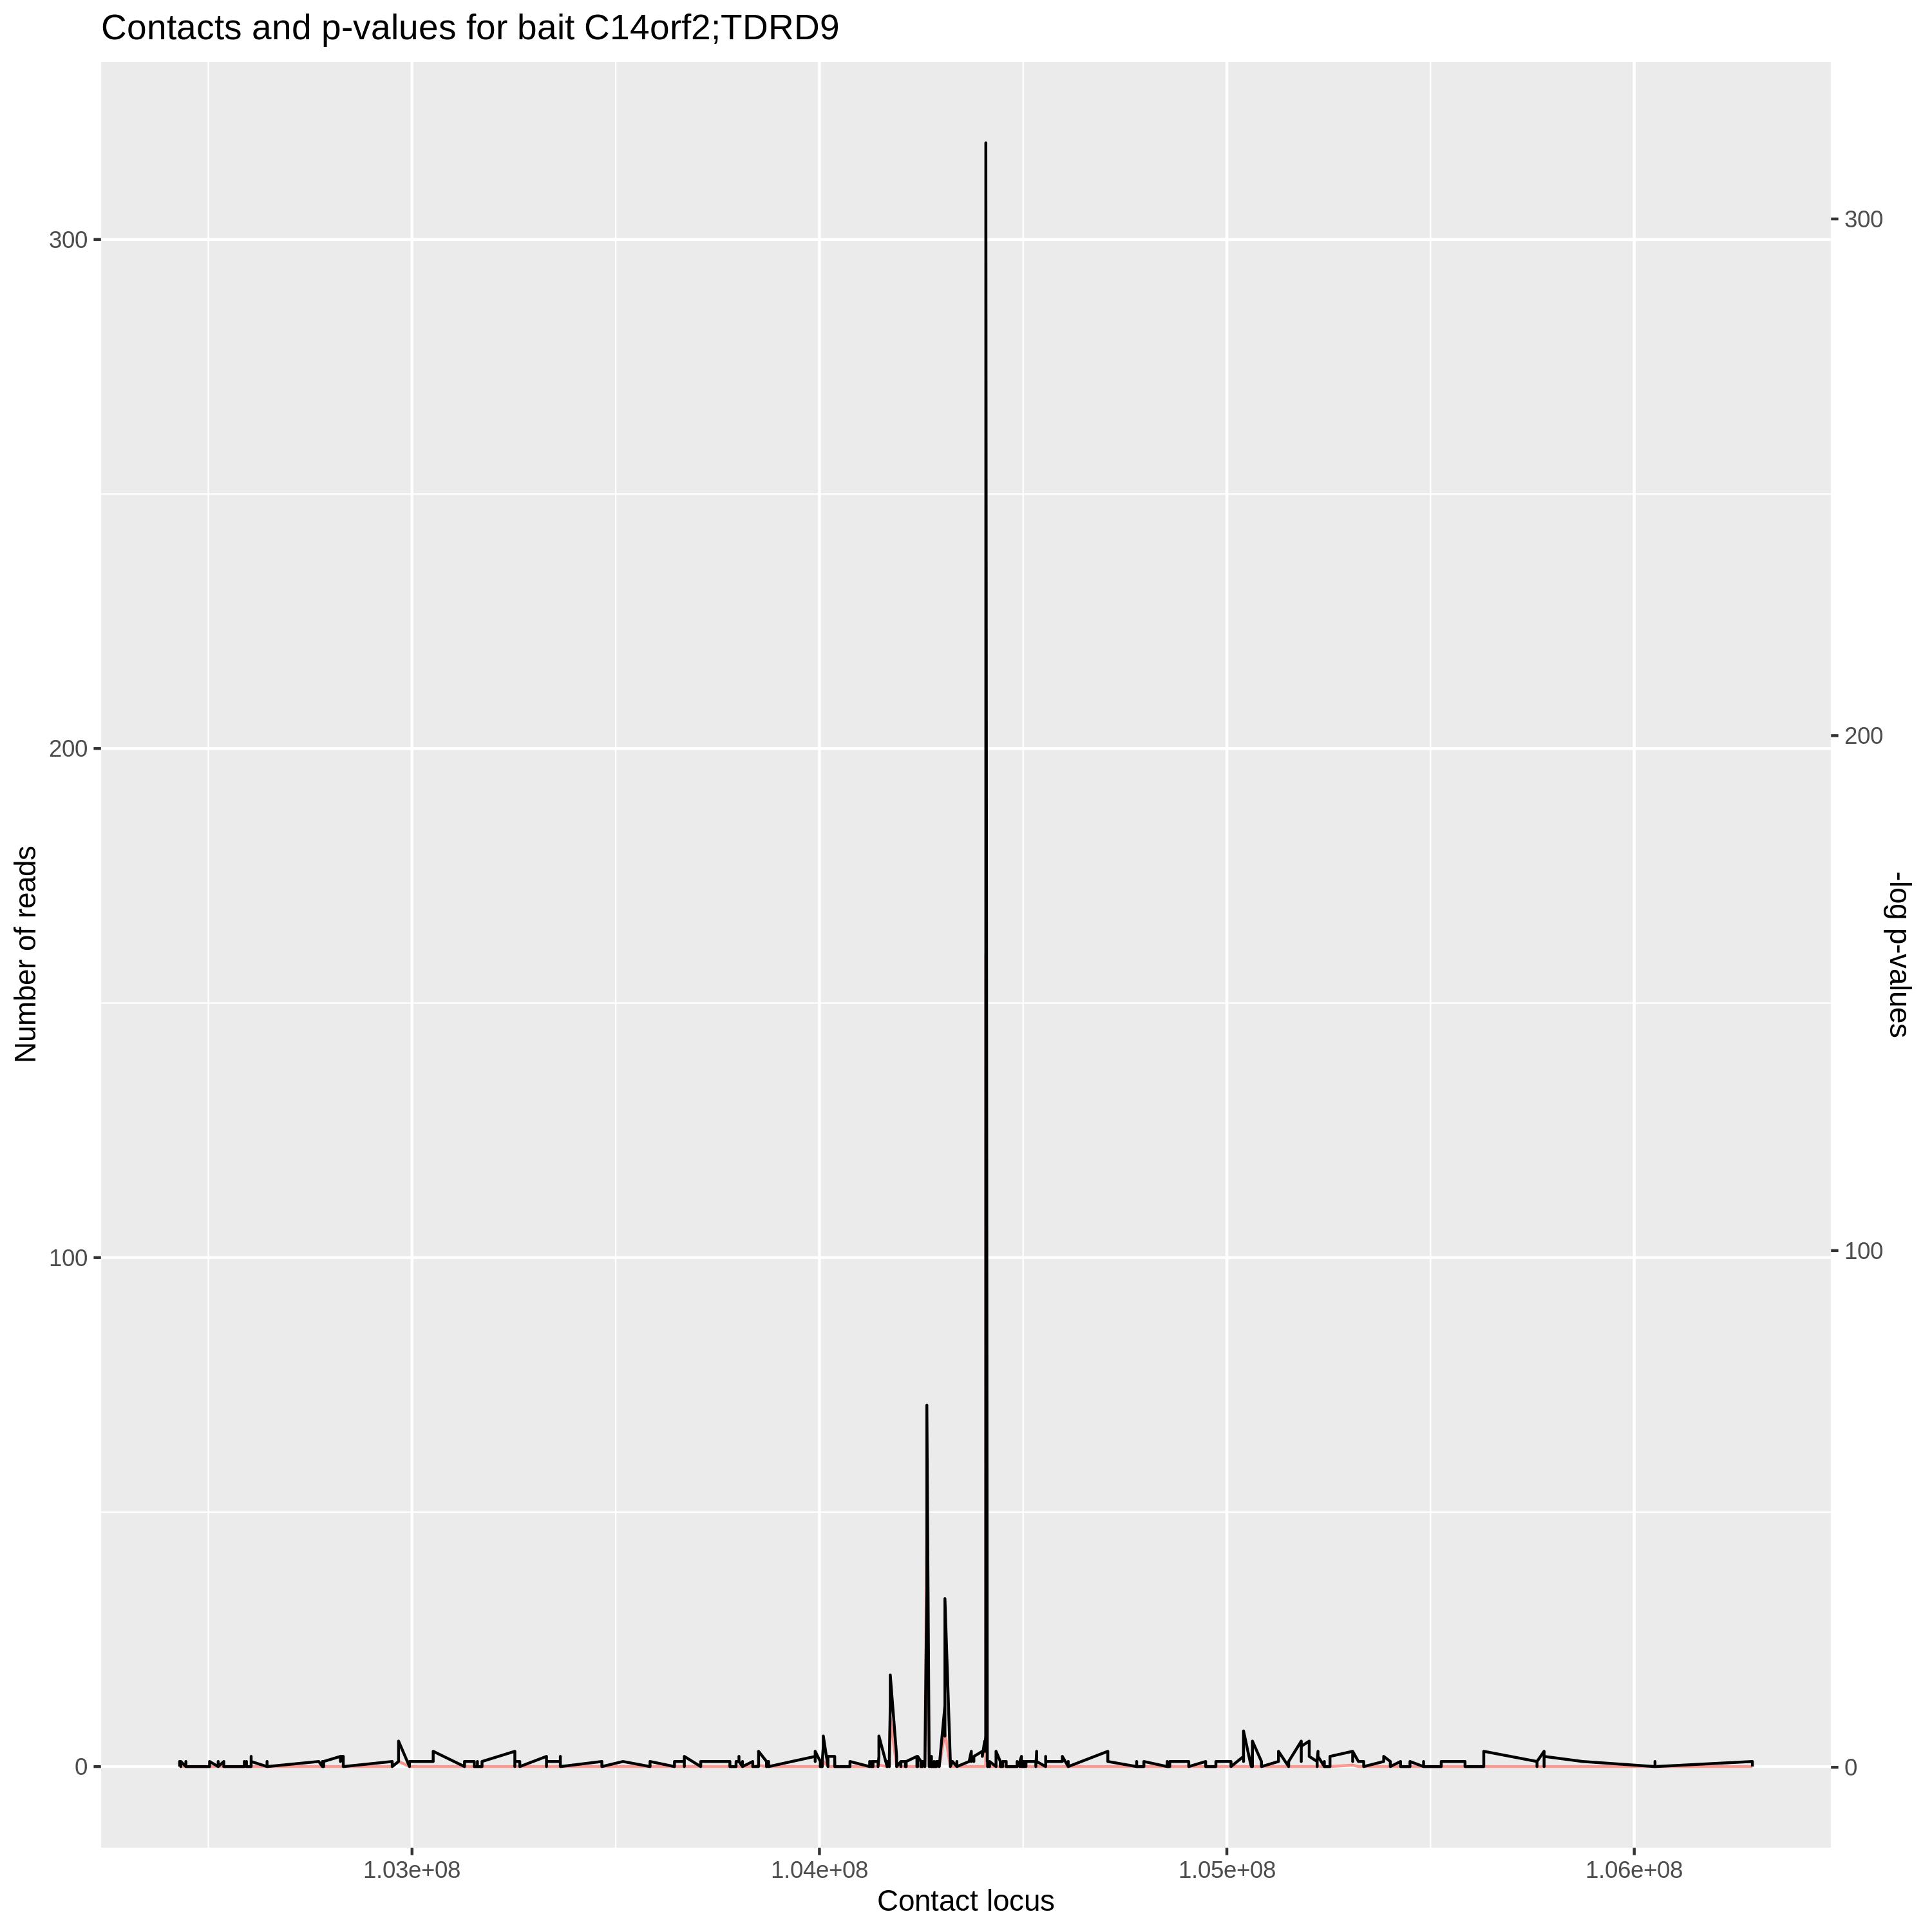 Contacts and p-values for bait C14orf2;TDRD9
300
200
100
0
Number of reads
300
200
100
0
-log p-values
1.03e+08 1.04e+08 1.05e+08 1.06e+08
Contact locus